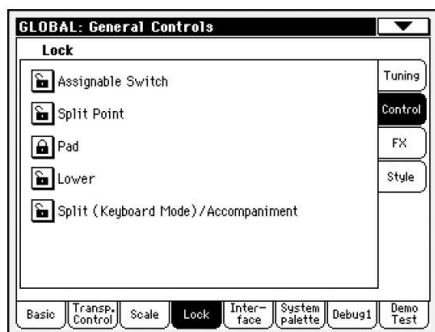 GLOBAL: General Controls
Lock
Assignable Switch
Split Point
Pad
Lower
Split (Keyboard Mode)/Accompaniment
Tuning
Control
FX
Style
Basic
Transp.
Control
Scale
Lock
Inter-
face
System
palette
Debug1
Demo
Test